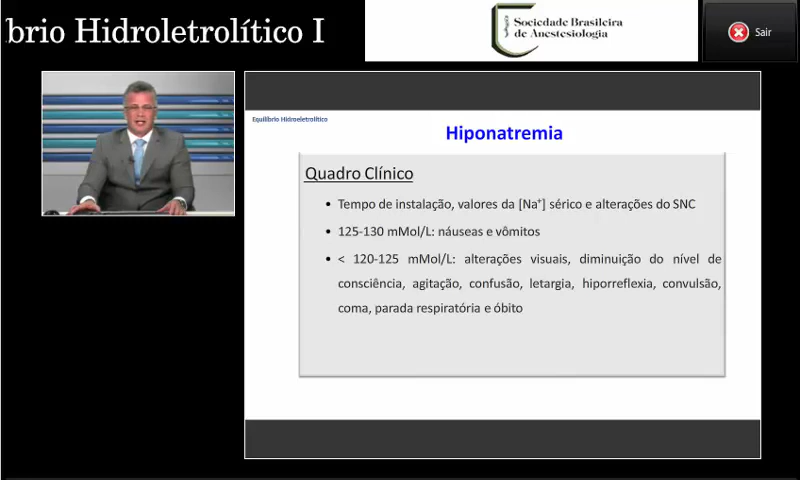 brio Hidroletrolítico I
Sociedade Brasileira
de Anestesiologia
Sair
Equilíbrio Hidroeletrolítico
Hiponatremia
Quadro Clínico
• Tempo de instalação, valores da [Na⁺] sérico e alterações do SNC
• 125-130 mMol/L: náuseas e vômitos
• < 120-125 mMol/L: alterações visuais, diminuição do nível de
consciência, agitação, confusão, letargia, hiporreflexia, convulsão,
coma, parada respiratória e óbito